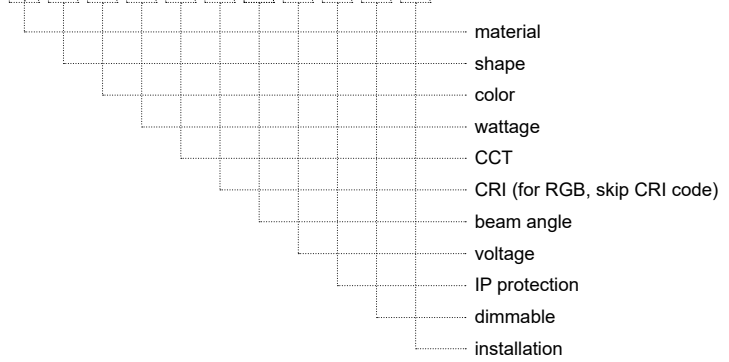 material
shape
color
wattage
CCT
CRI (for RGB, skip CRI code)
beam angle
voltage
IP protection
dimmable
installation